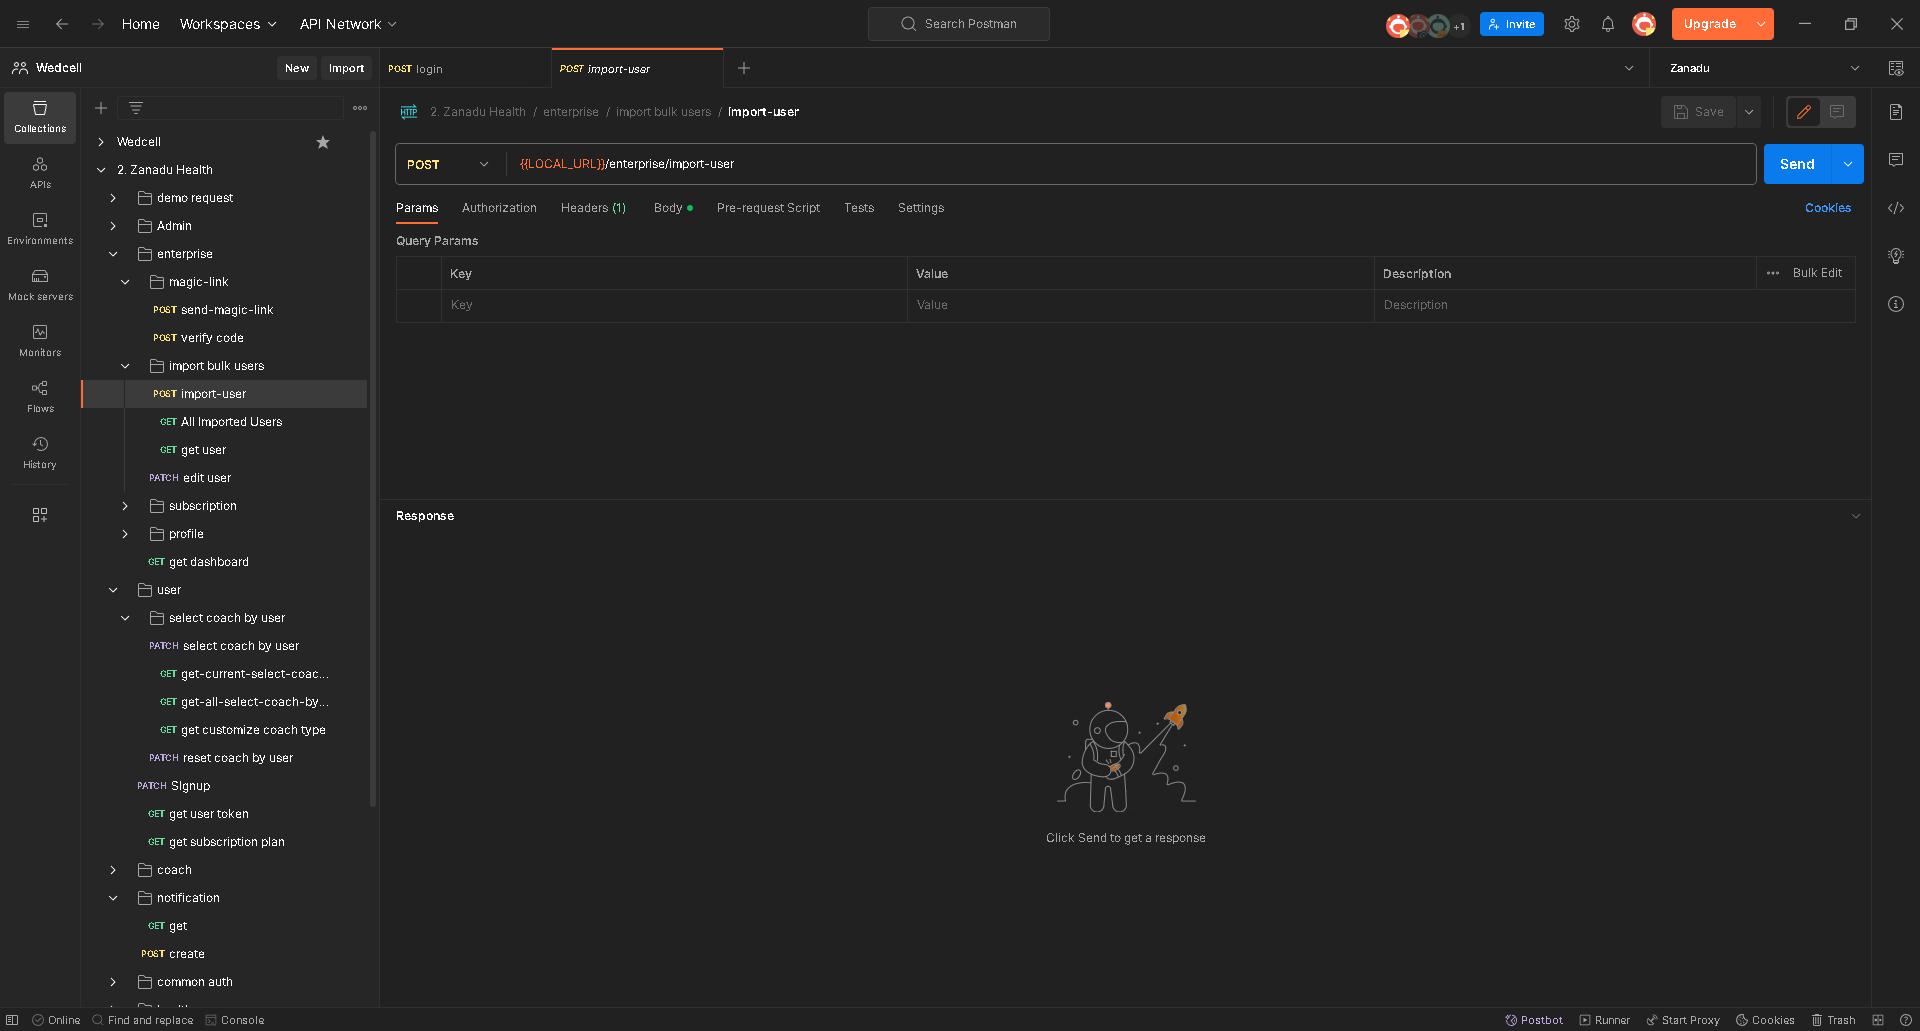 Home
Workspaces
API Network
Search Postman
+1
Invite
Upgrade
Wedcell
New
Import
POST login
POST import-user
Zanadu
Collections
APIs
Environments
Mock servers
Monitors
Flows
History
Wedcell
2. Zanadu Health
demo request
Admin
enterprise
magic-link
POST send-magic-link
POST verify code
import bulk users
POST import-user
GET All Imported Users
GET get user
PATCH edit user
subscription
profile
GET get dashboard
user
select coach by user
PATCH select coach by user
GET get-current-select-coac...
GET get-all-select-coach-by...
GET get customize coach type
PATCH reset coach by user
PATCH SIgnup
GET get user token
GET get subscription plan
coach
notification
GET get
POST create
common auth
HTTP 2. Zanadu Health / enterprise / import bulk users / import-user
Save
POST {{LOCAL_URL}}/enterprise/import-user
Send
Params Authorization Headers (1) Body Pre-request Script Tests Settings Cookies
Query Params
Key Value Description Bulk Edit
Key Value Description
Response
Click Send to get a response
Online Find and replace Console
Postbot Runner Start Proxy Cookies Trash